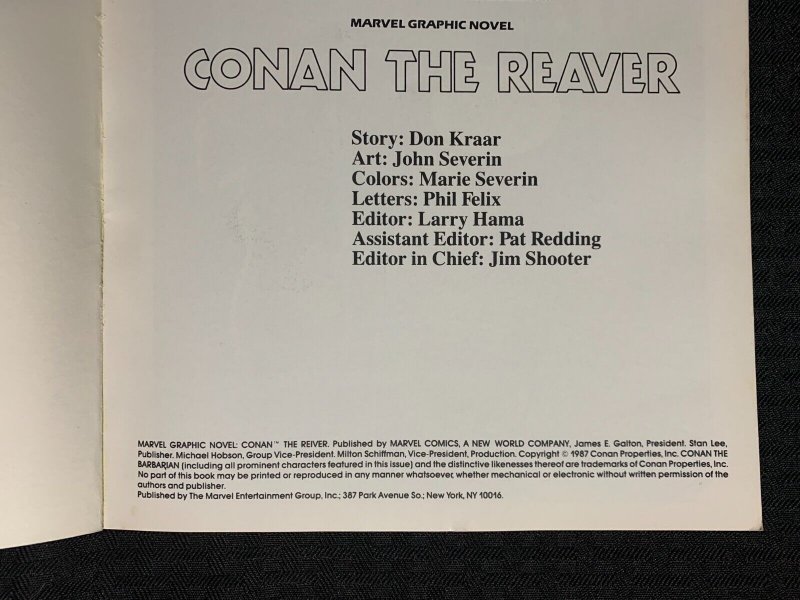 MARVEL GRAPHIC NOVEL
CONAN THE REAVER
Story: Don Kraar
Art: John Severin
Colors: Marie Severin
Letters: Phil Felix
Editor: Larry Hama
Assistant Editor: Pat Redding
Editor in Chief: Jim Shooter
MARVEL GRAPHIC NOVEL: CONAN™ THE REIVER. Published by MARVEL COMICS, A NEW WORLD COMPANY, James E. Galton, President. Stan Lee,
Publisher. Michael Hobson, Group Vice-President. Milton Schiffman, Vice-President, Production. Copyright © 1987 Conan Properties, Inc. CONAN THE
BARBARIAN (including all prominent characters featured in this issue) and the distinctive likenesses thereof are trademarks of Conan Properties, Inc.
No part of this book may be printed or reproduced in any manner whatsoever, whether mechanical or electronic without written permission of the
authors and publisher.
Published by The Marvel Entertainment Group, Inc.; 387 Park Avenue So.; New York, NY 10016.